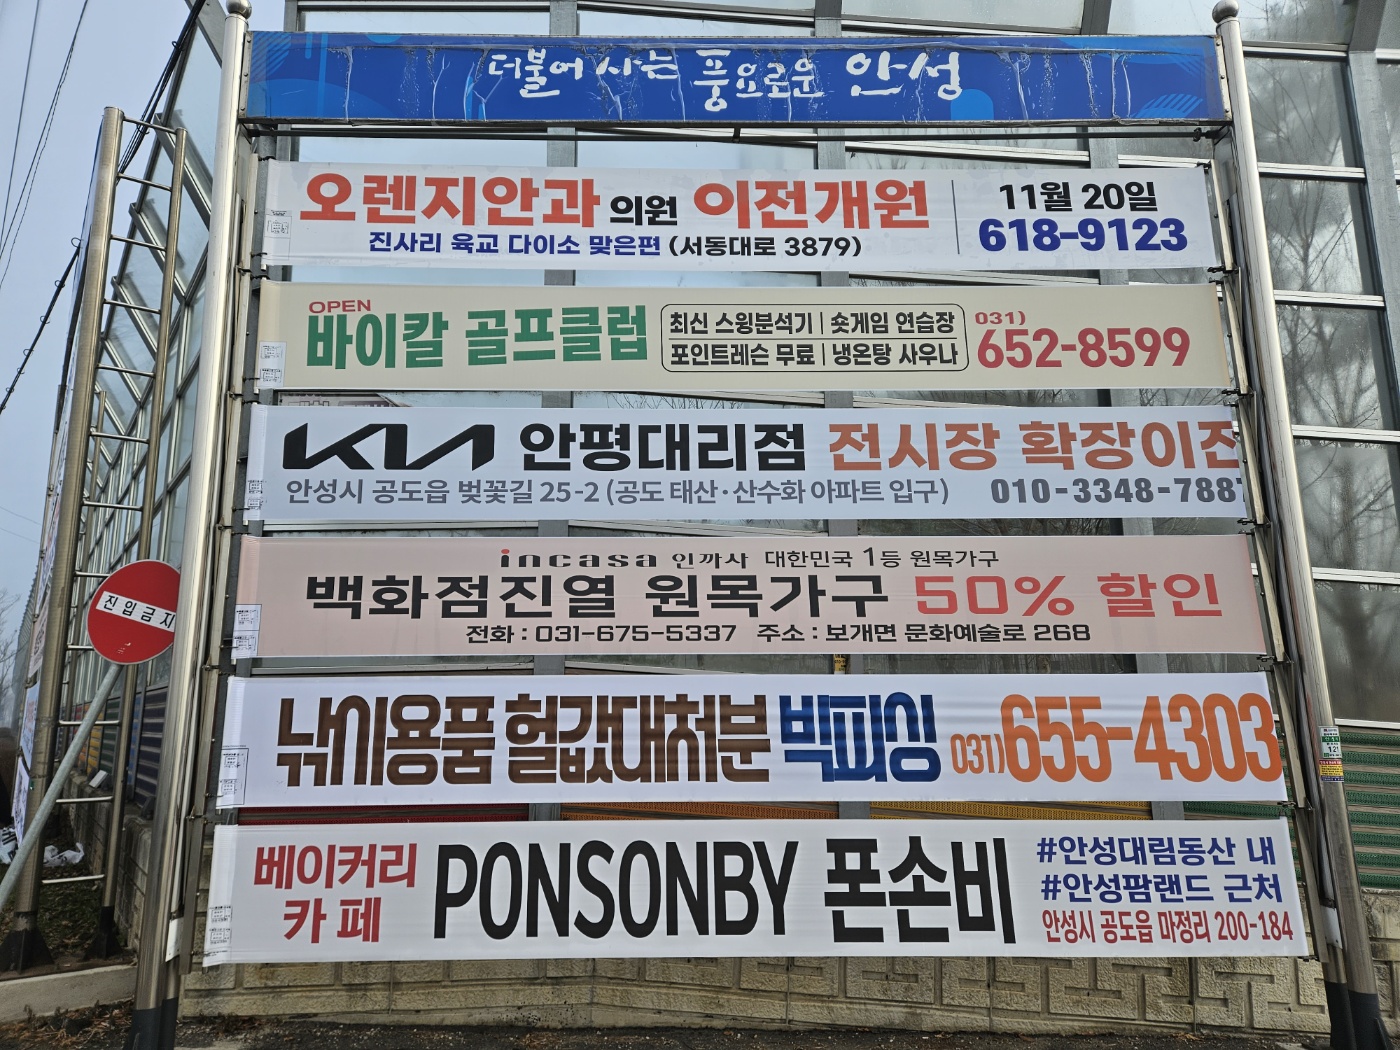 더불어 사는 풍요로운 안성
오렌지안과 의원 이전개원
진사리 육교 다이소 맞은편 (서동대로 3879)
11월 20일
618-9123
OPEN
바이칼 골프클럽
최신 스윙분석기 | 숏게임 연습장
포인트레슨 무료 | 냉온탕 사우나
031)
652-8599
KIA 안평대리점 전시장 확장이전
안성시 공도읍 벚꽃길 25-2 (공도 태산·산수화 아파트 입구) 010-3348-7887
incasa 인까사 대한민국 1등 원목가구
백화점진열 원목가구 50% 할인
전화 : 031-675-5337 주소 : 보개면 문화예술로 268
진입금지
낚시용품 헐값대처분 빅피싱 031)655-4303
베이커리
카페
PONSONBY 폰손비
#안성대림동산 내
#안성팜랜드 근처
안성시 공도읍 마정리 200-184